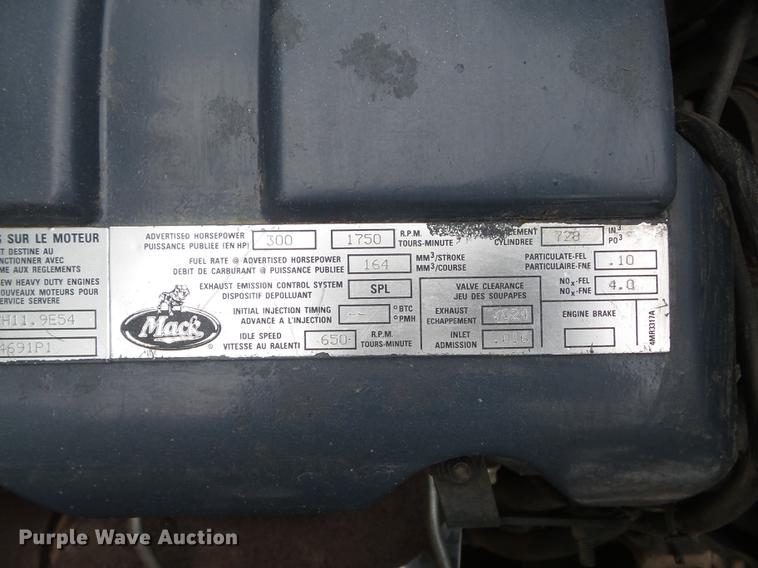 S SUR LE MOTEUR
T DESTINE AU
ONCTIONNER AVEC
ME AUX REGLEMENTS
EW HEAVY DUTY ENGINES
OUVEAUX MOTEURS POUR
SERVICE SERVERE
H11.9E54
4691P1
ADVERTISED HORSEPOWER
PUISSANCE PUBLIEE (EN HP)
300
1750
R.P.M.
TOURS-MINUTE
CEMENT
CYLINDREE
728
IN³
PO³
FUEL RATE @ ADVERTISED HORSEPOWER
DEBIT DE CARBURANT @ PUISSANCE PUBLIEE
164
MM³/STROKE
MM³/COURSE
PARTICULATE-FEL
PARTICULAIRE-FNE
.10
EXHAUST EMISSION CONTROL SYSTEM
DISPOSITIF DEPOLLUANT
SPL
VALVE CLEARANCE
JEU DES SOUPAPES
NOx-FEL
NOx-FNE
4.0
Mack
®
INITIAL INJECTION TIMING
ADVANCE A L'INJECTION
--
°BTC
°PMH
EXHAUST
ECHAPPEMENT
ENGINE BRAKE
IDLE SPEED
VITESSE AU RALENTI
650
R.P.M.
TOURS-MINUTE
INLET
ADMISSION
.016
4MR3317A
Purple Wave Auction®